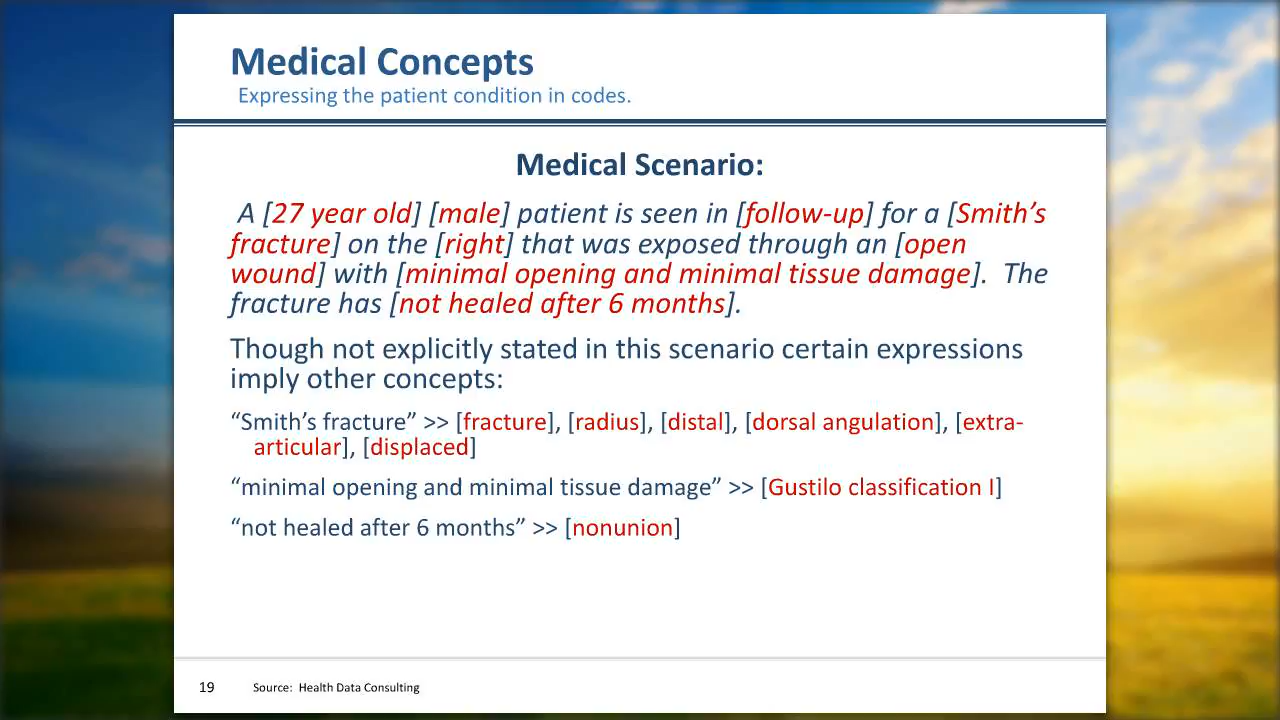 Medical Concepts
Expressing the patient condition in codes.
Medical Scenario:
A [27 year old] [male] patient is seen in [follow-up] for a [Smith’s
fracture] on the [right] that was exposed through an [open
wound] with [minimal opening and minimal tissue damage].  The
fracture has [not healed after 6 months].
Though not explicitly stated in this scenario certain expressions
imply other concepts:
“Smith’s fracture” >> [fracture], [radius], [distal], [dorsal angulation], [extra-
articular], [displaced]
“minimal opening and minimal tissue damage” >> [Gustilo classification I]
“not healed after 6 months” >> [nonunion]
19 Source:  Health Data Consulting